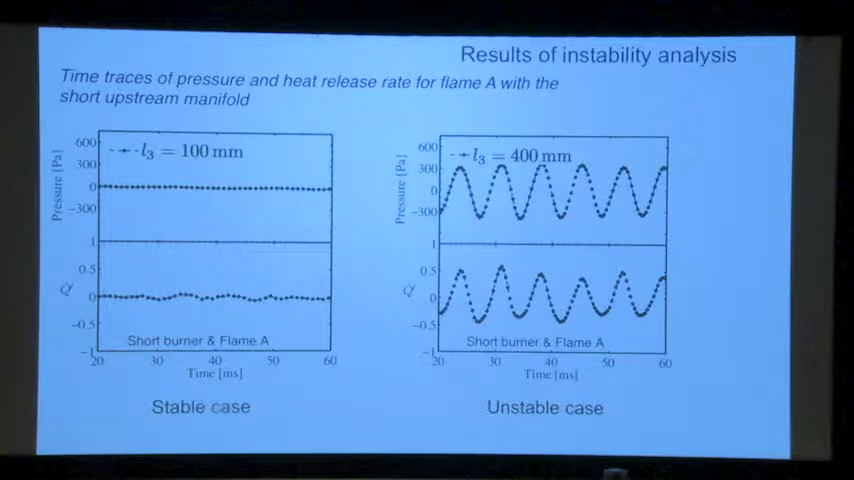 Results of instability analysis
Time traces of pressure and heat release rate for flame A with the
short upstream manifold
600
300
0
−300
Pressure [Pa]
l₃ = 100 mm
1
0.5
0
−0.5
−1
Q̇
Short burner & Flame A
20 30 40 50 60
Time [ms]
Stable case
600
300
0
−300
Pressure [Pa]
l₃ = 400 mm
1
0.5
0
−0.5
−1
Q̇
Short burner & Flame A
20 30 40 50 60
Time [ms]
Unstable case